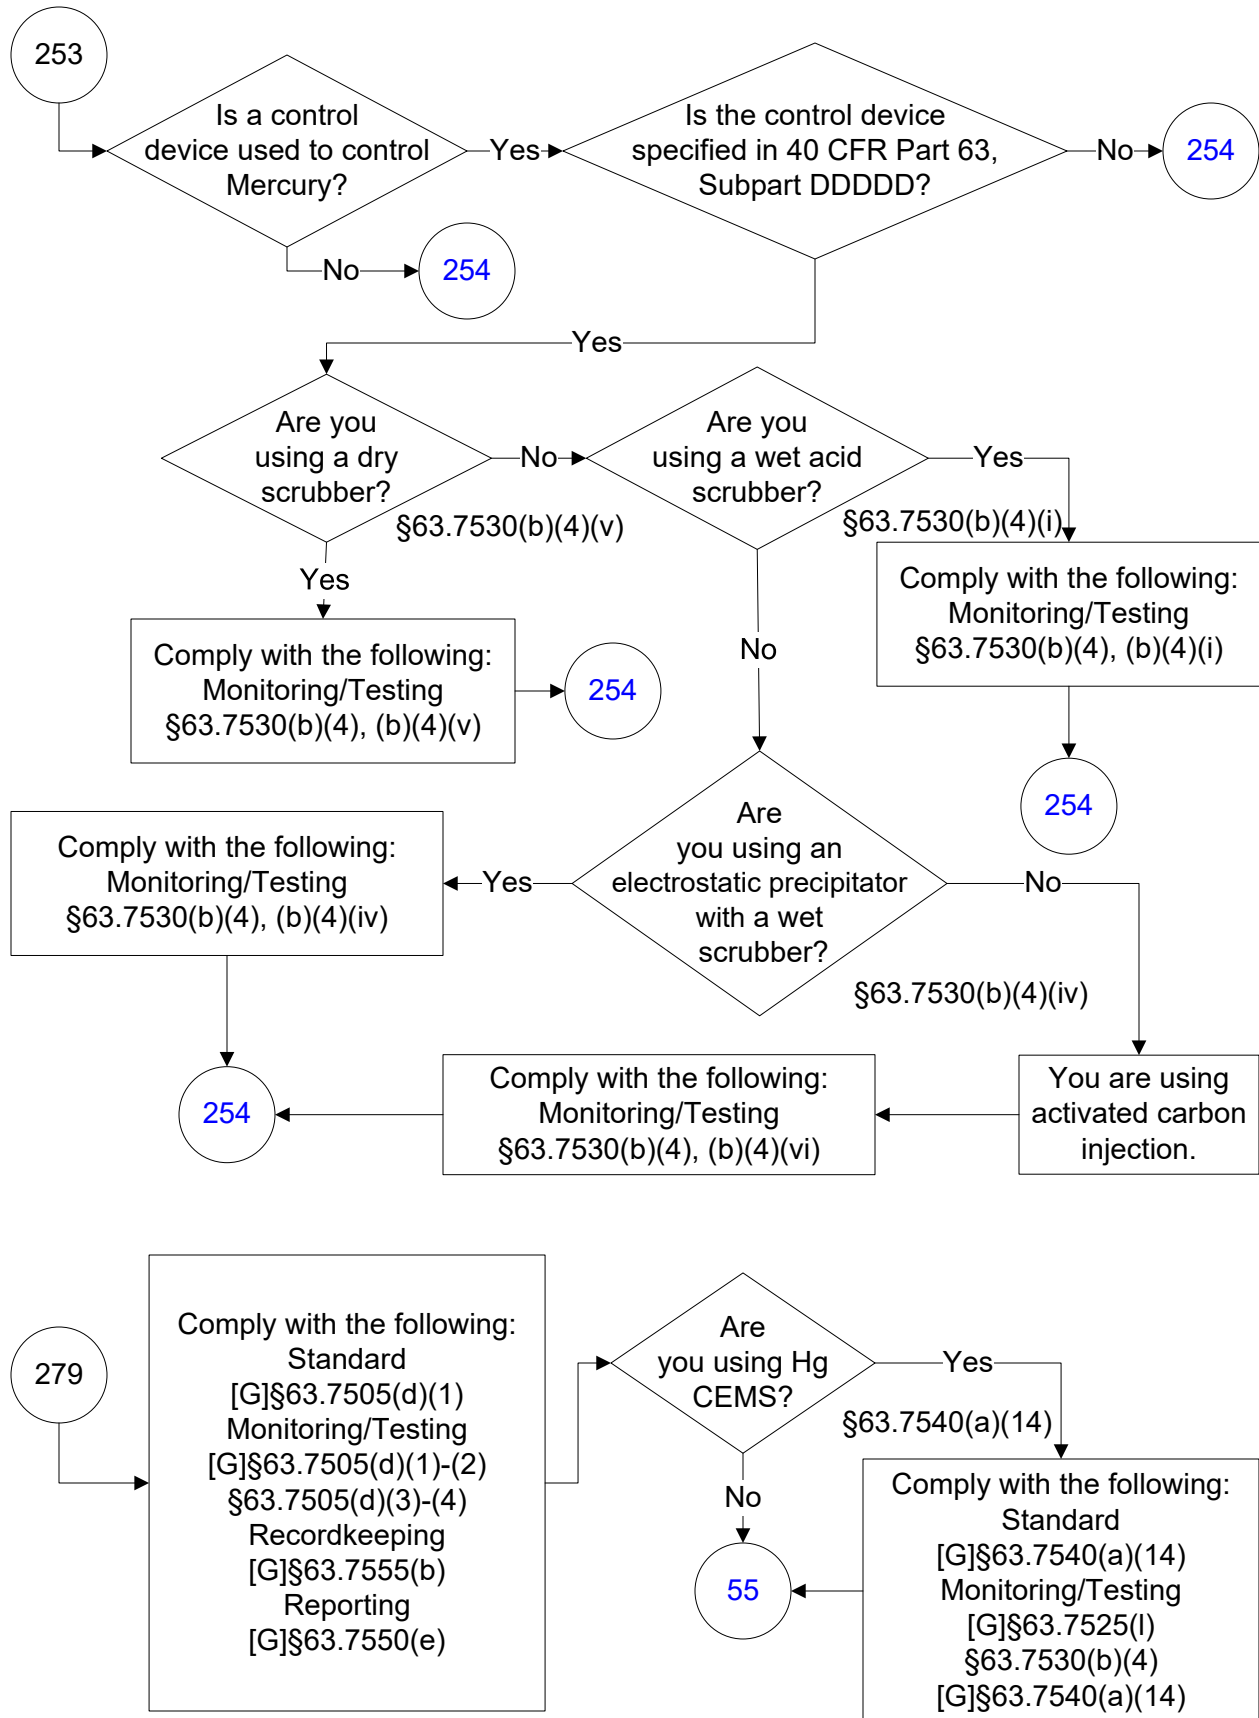 253
Is a control
device used to control
Mercury?
Yes
Is the control device
specified in 40 CFR Part 63,
Subpart DDDDD?
No
254
No
254
Yes
Are you
using a dry
scrubber?
No
Are you
using a wet acid
scrubber?
Yes
§63.7530(b)(4)(v)
§63.7530(b)(4)(i)
Yes
Comply with the following:
Monitoring/Testing
§63.7530(b)(4), (b)(4)(v)
254
No
Comply with the following:
Monitoring/Testing
§63.7530(b)(4), (b)(4)(i)
254
Are
you using an
electrostatic precipitator
with a wet
scrubber?
Yes
Comply with the following:
Monitoring/Testing
§63.7530(b)(4), (b)(4)(iv)
No
§63.7530(b)(4)(iv)
254
Comply with the following:
Monitoring/Testing
§63.7530(b)(4), (b)(4)(vi)
You are using
activated carbon
injection.
279
Comply with the following:
Standard
[G]§63.7505(d)(1)
Monitoring/Testing
[G]§63.7505(d)(1)-(2)
§63.7505(d)(3)-(4)
Recordkeeping
[G]§63.7555(b)
Reporting
[G]§63.7550(e)
Are
you using Hg
CEMS?
Yes
§63.7540(a)(14)
No
55
Comply with the following:
Standard
[G]§63.7540(a)(14)
Monitoring/Testing
[G]§63.7525(l)
§63.7530(b)(4)
[G]§63.7540(a)(14)